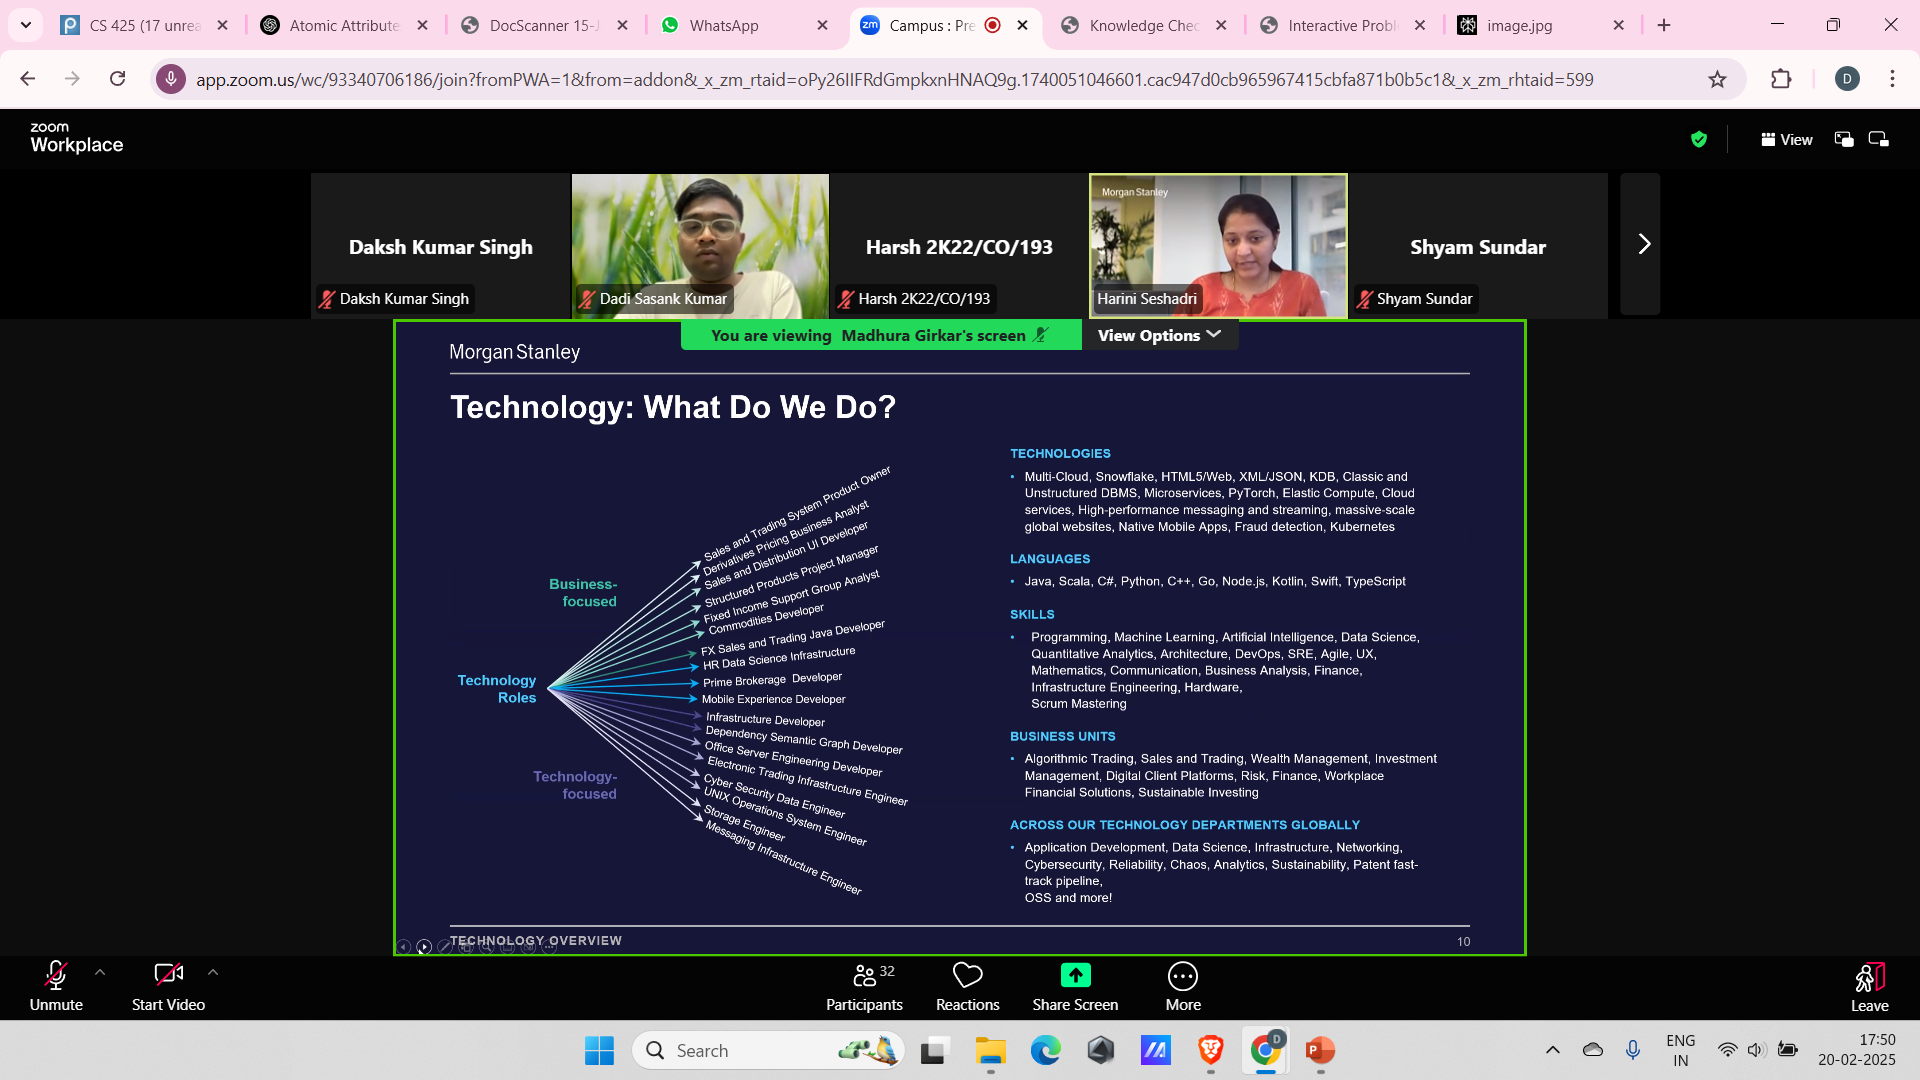 CS 425 (17 unrea
Atomic Attribute
DocScanner 15-J
WhatsApp
zm
Campus : Pre
Knowledge Chec
Interactive Probl
image.jpg
app.zoom.us/wc/93340706186/join?fromPWA=1&from=addon&_x_zm_rtaid=oPy26IIFRdGmpkxnHNAQ9g.1740051046601.cac947d0cb965967415cbfa871b0b5c1&_x_zm_rhtaid=599
D
zoom
Workplace
View
Daksh Kumar Singh
Daksh Kumar Singh
Dadi Sasank Kumar
Harsh 2K22/CO/193
Harsh 2K22/CO/193
Morgan Stanley
Harini Seshadri
Shyam Sundar
Shyam Sundar
You are viewing Madhura Girkar's screen
View Options
Morgan Stanley
Technology: What Do We Do?
Business-
focused
Technology
Roles
Technology-
focused
Sales and Trading System Product Owner
Derivatives Pricing Business Analyst
Sales and Distribution UI Developer
Structured Products Project Manager
Fixed Income Support Group Analyst
Commodities Developer
FX Sales and Trading Java Developer
HR Data Science Infrastructure
Prime Brokerage Developer
Mobile Experience Developer
Infrastructure Developer
Dependency Semantic Graph Developer
Office Server Engineering Developer
Electronic Trading Infrastructure Engineer
Cyber Security Data Engineer
UNIX Operations System Engineer
Storage Engineer
Messaging Infrastructure Engineer
TECHNOLOGIES
• Multi-Cloud, Snowflake, HTML5/Web, XML/JSON, KDB, Classic and
Unstructured DBMS, Microservices, PyTorch, Elastic Compute, Cloud
services, High-performance messaging and streaming, massive-scale
global websites, Native Mobile Apps, Fraud detection, Kubernetes
LANGUAGES
• Java, Scala, C#, Python, C++, Go, Node.js, Kotlin, Swift, TypeScript
SKILLS
• Programming, Machine Learning, Artificial Intelligence, Data Science,
Quantitative Analytics, Architecture, DevOps, SRE, Agile, UX,
Mathematics, Communication, Business Analysis, Finance,
Infrastructure Engineering, Hardware,
Scrum Mastering
BUSINESS UNITS
• Algorithmic Trading, Sales and Trading, Wealth Management, Investment
Management, Digital Client Platforms, Risk, Finance, Workplace
Financial Solutions, Sustainable Investing
ACROSS OUR TECHNOLOGY DEPARTMENTS GLOBALLY
• Application Development, Data Science, Infrastructure, Networking,
Cybersecurity, Reliability, Chaos, Analytics, Sustainability, Patent fast-
track pipeline,
OSS and more!
TECHNOLOGY OVERVIEW
10
Unmute
Start Video
32
Participants
Reactions
Share Screen
More
Leave
Search
D
ENG
IN
17:50
20-02-2025